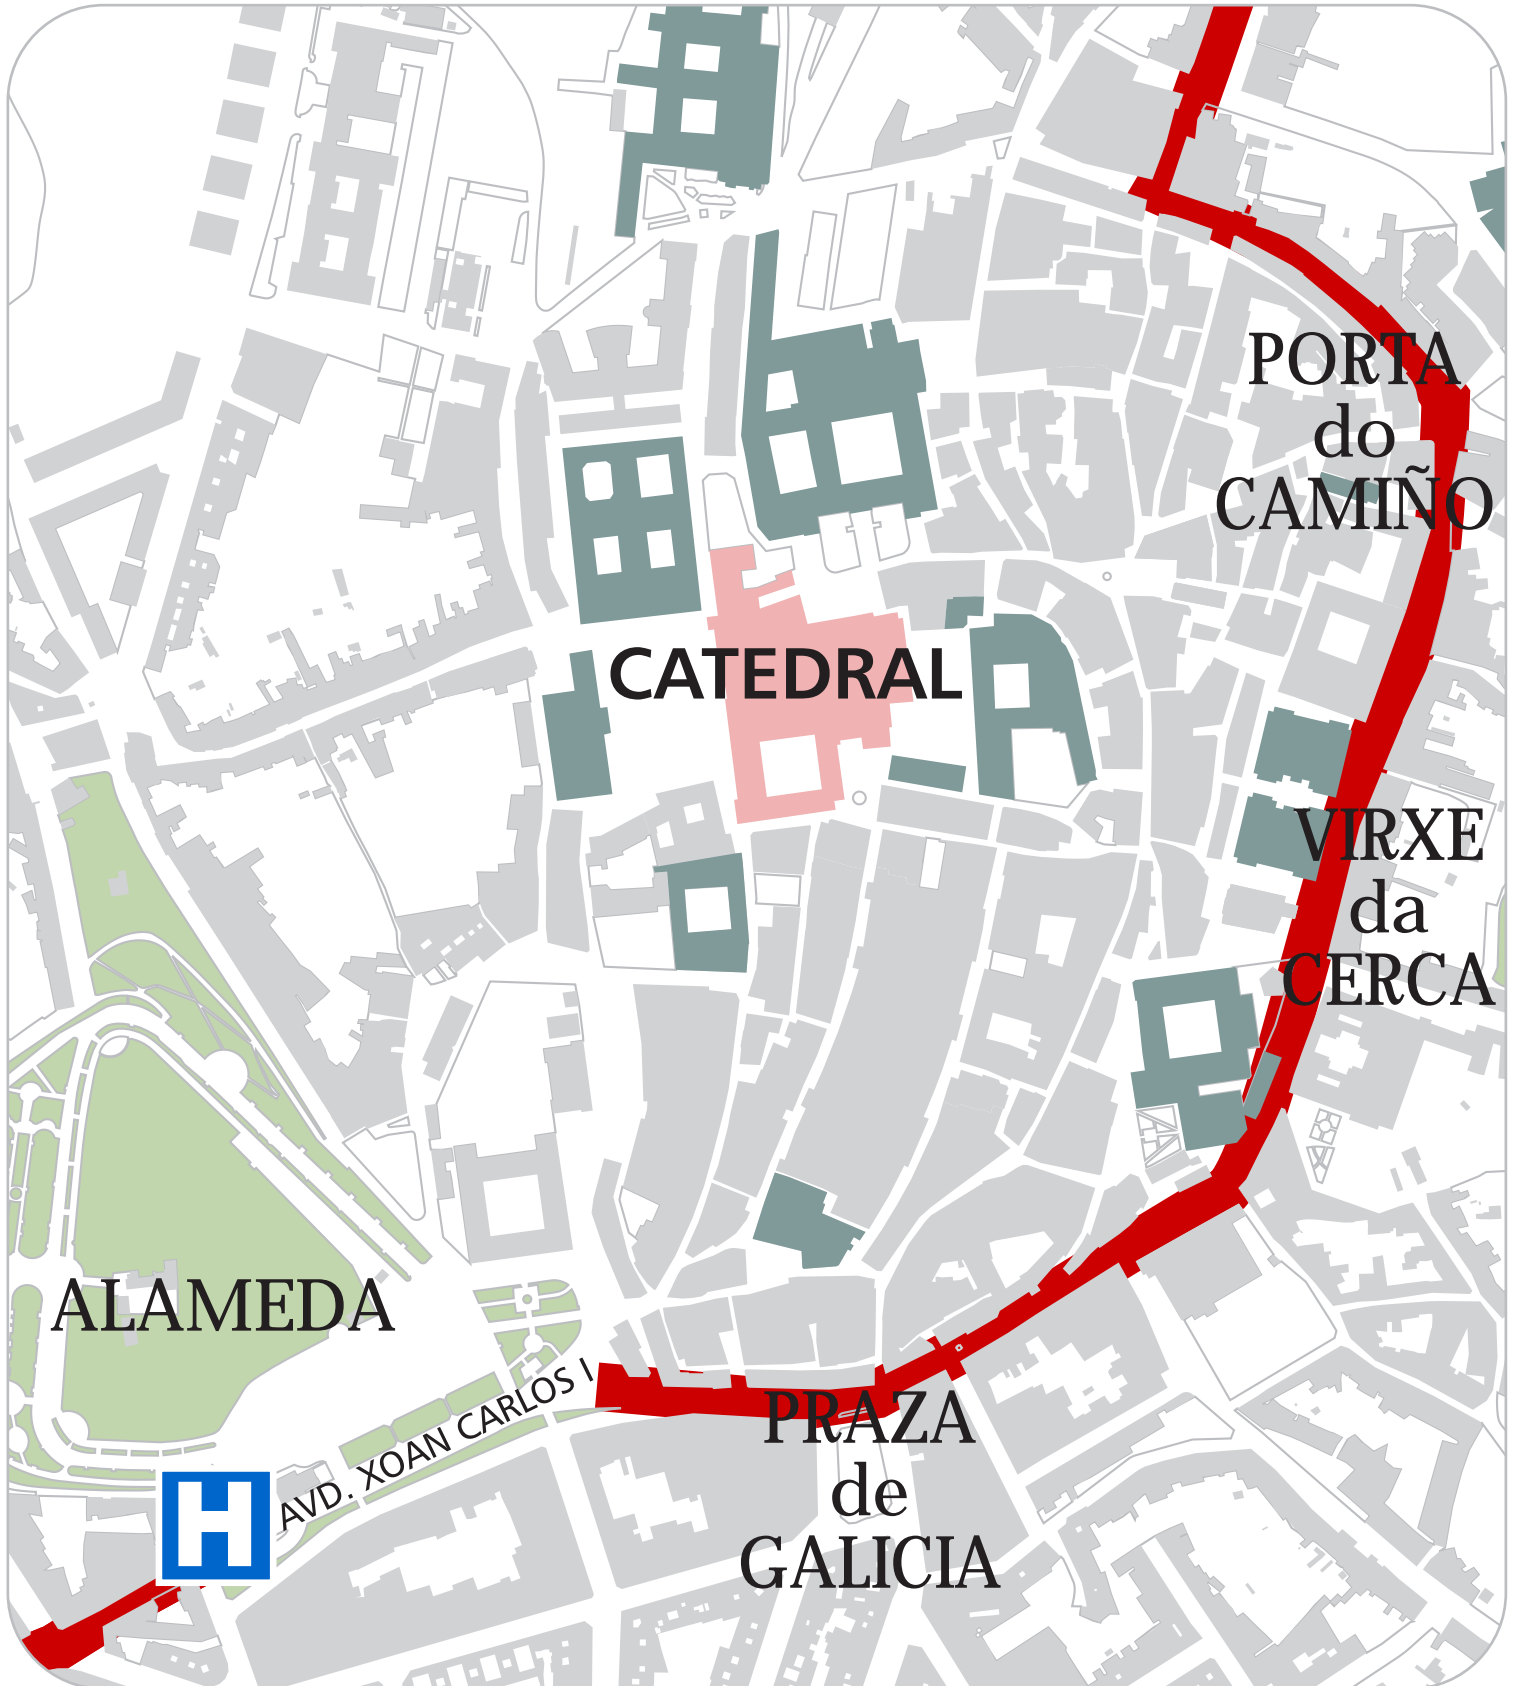 PORTA
do
CAMIÑO
CATEDRAL
VIRXE
da
CERCA
ALAMEDA
AVD. XOAN CARLOS I
PRAZA
de
GALICIA
H